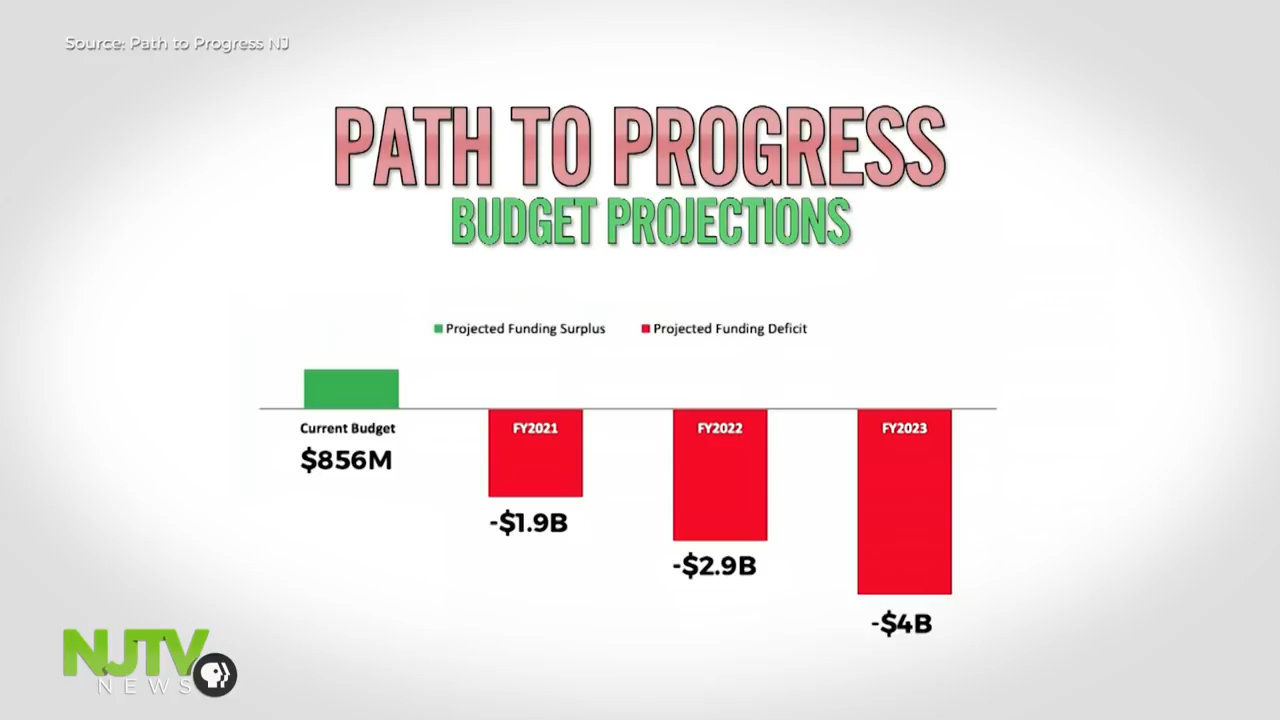 Source: Path to Progress NJ
PATH TO PROGRESS
BUDGET PROJECTIONS
Projected Funding Surplus Projected Funding Deficit
Current Budget FY2021 FY2022 FY2023
$856M
-$1.9B
-$2.9B
-$4B
NJTV
NEWS